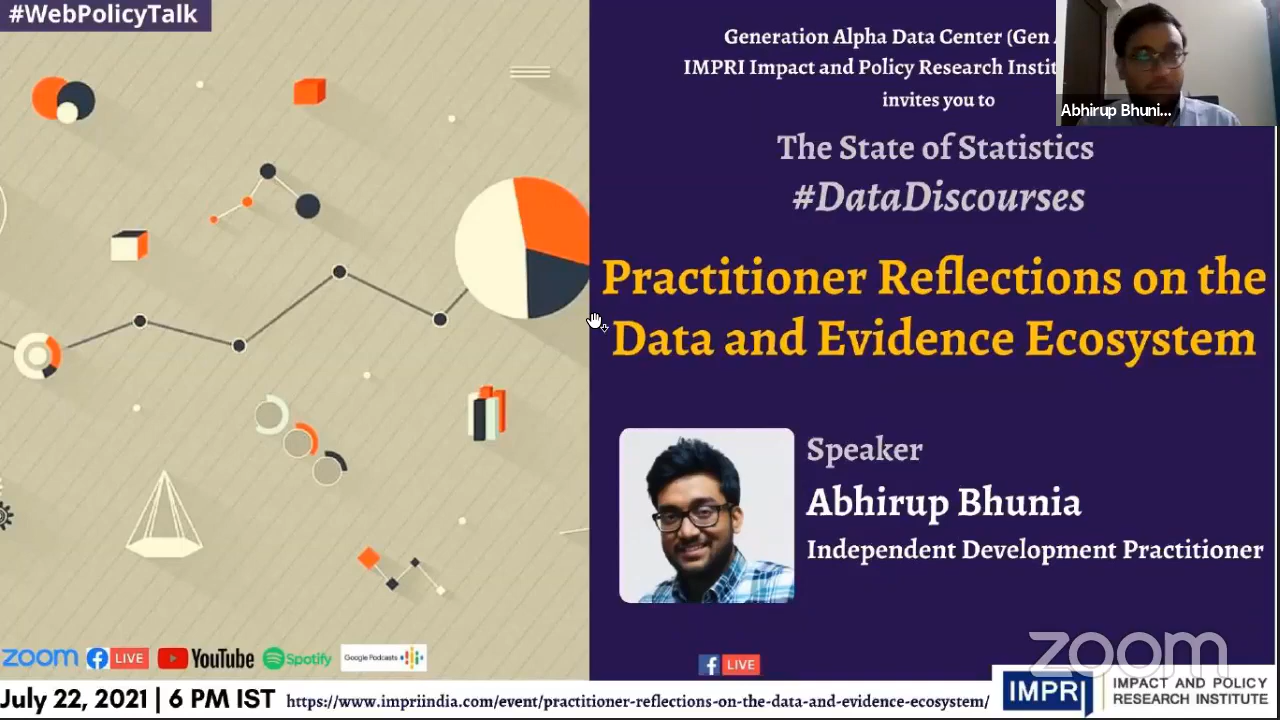 #WebPolicyTalk
Generation Alpha Data Center (Gen
IMPRI Impact and Policy Research
invites you to
Abhirup Bhuni...
The State of Statistics
#DataDiscourses
Practitioner Reflections on the
Data and Evidence Ecosystem
Speaker
Abhirup Bhunia
Independent Development Practitioner
zoom
LIVE
YouTube
Spotify
Google Podcasts
LIVE
zoom
July 22, 2021 | 6 PM IST
https://www.impriindia.com/event/practitioner-reflections-on-the-data-and-evidence-ecosystem/
IMPRI
IMPACT AND POLICY
RESEARCH INSTITUTE